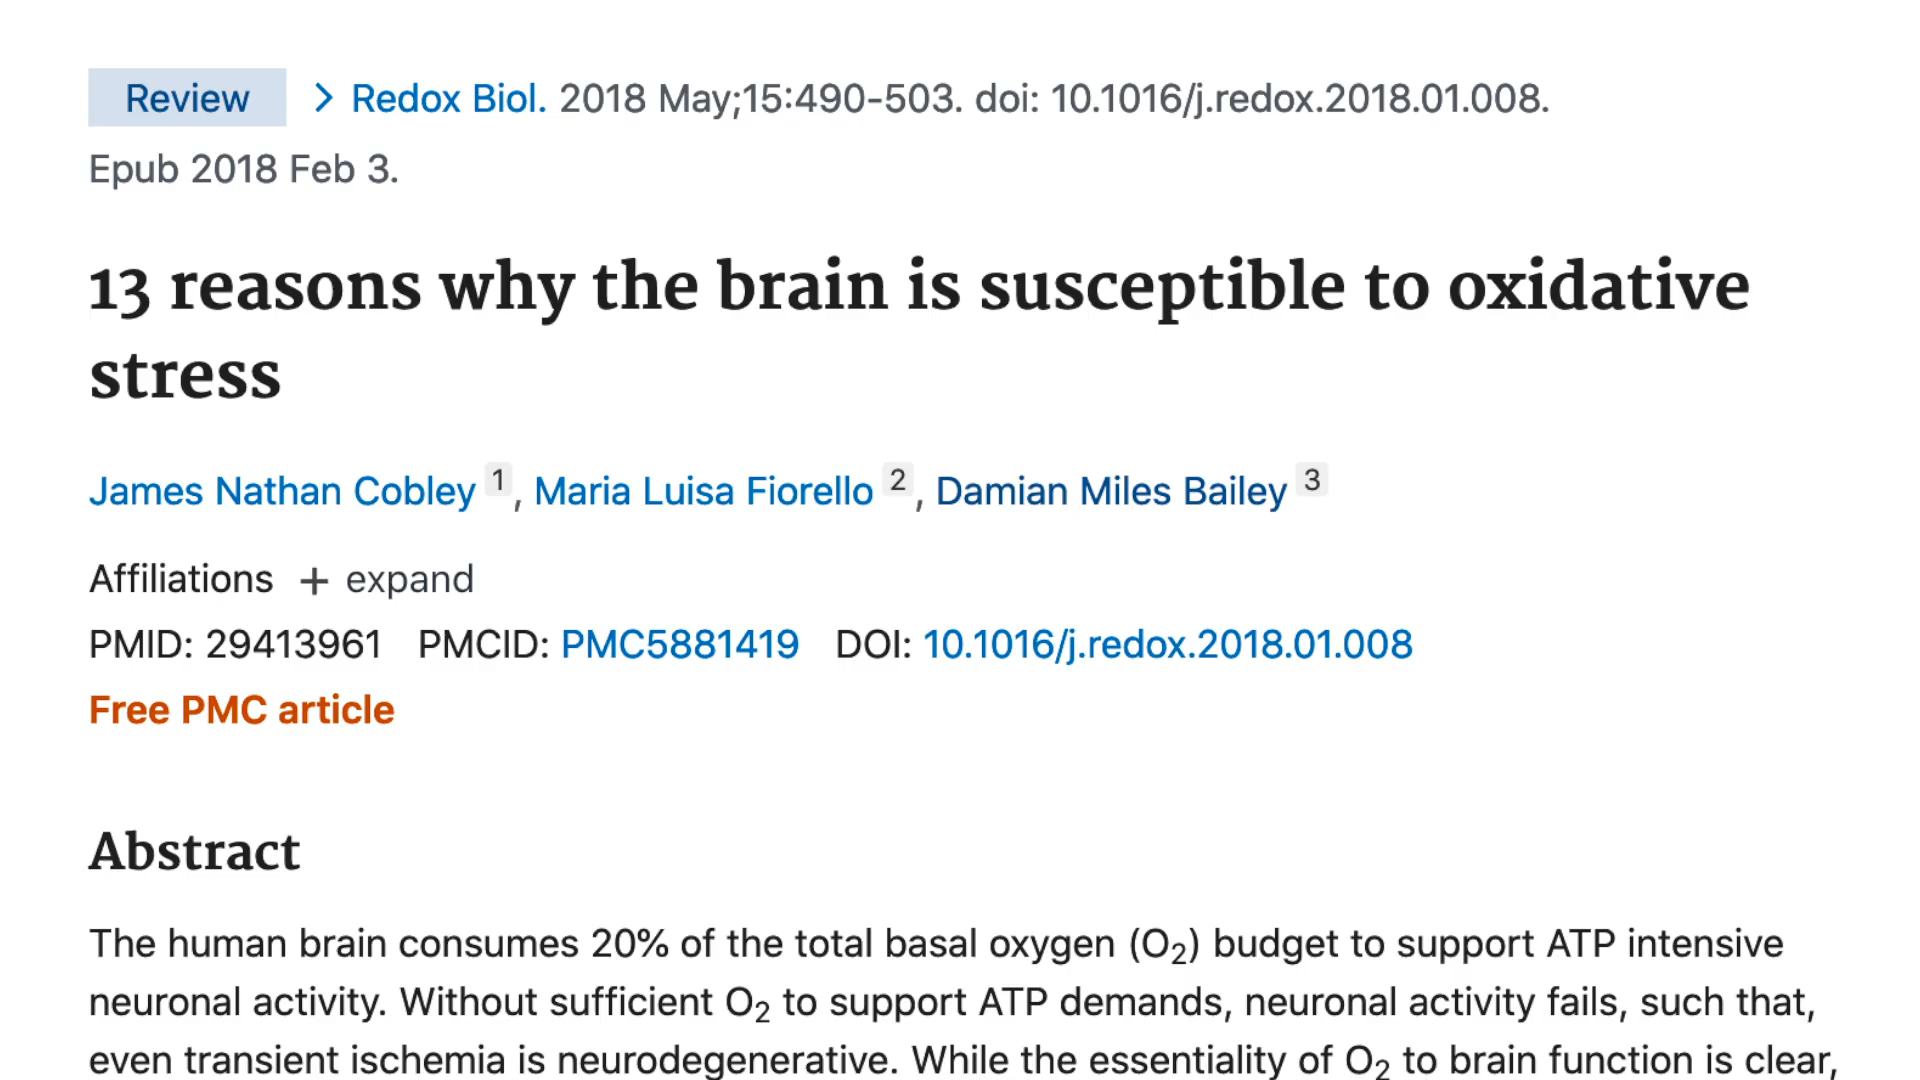 Review > Redox Biol. 2018 May;15:490-503. doi: 10.1016/j.redox.2018.01.008.
Epub 2018 Feb 3.
13 reasons why the brain is susceptible to oxidative
stress
James Nathan Cobley 1, Maria Luisa Fiorello 2, Damian Miles Bailey 3
Affiliations + expand
PMID: 29413961 PMCID: PMC5881419 DOI: 10.1016/j.redox.2018.01.008
Free PMC article
Abstract
The human brain consumes 20% of the total basal oxygen (O₂) budget to support ATP intensive
neuronal activity. Without sufficient O₂ to support ATP demands, neuronal activity fails, such that,
even transient ischemia is neurodegenerative. While the essentiality of O₂ to brain function is clear,